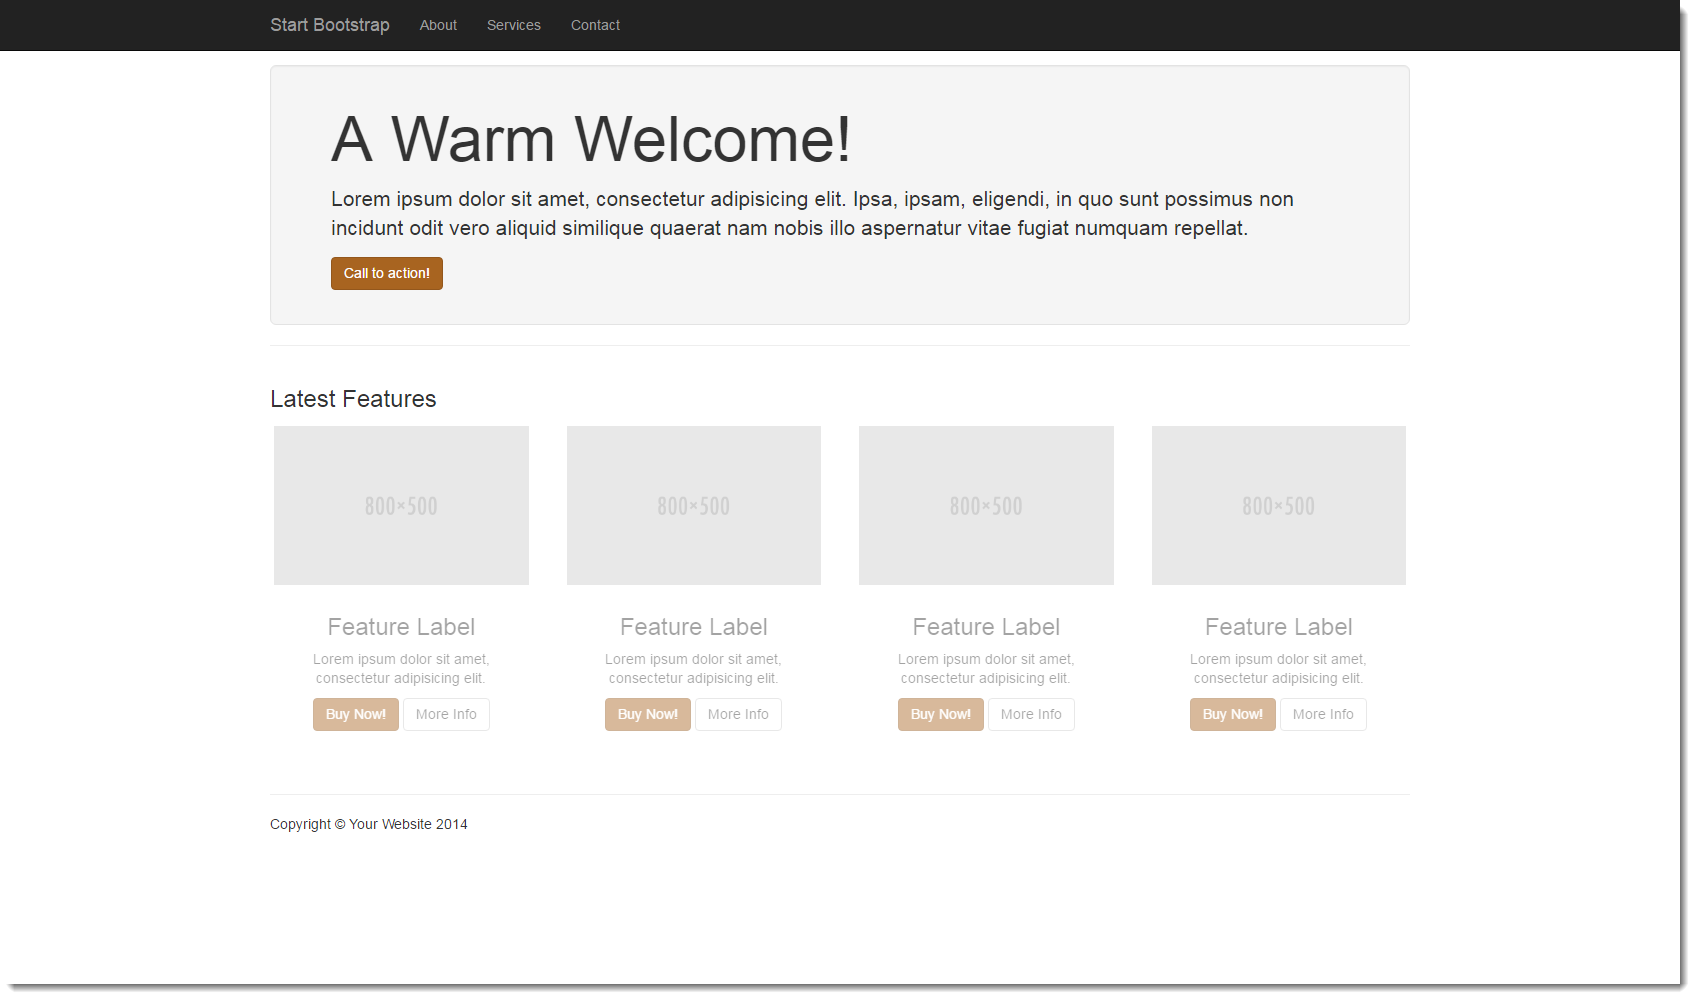 Start Bootstrap About Services Contact
A Warm Welcome!
Lorem ipsum dolor sit amet, consectetur adipisicing elit. Ipsa, ipsam, eligendi, in quo sunt possimus non
incidunt odit vero aliquid similique quaerat nam nobis illo aspernatur vitae fugiat numquam repellat.
Call to action!
Latest Features
800×500 800×500 800×500 800×500
Feature Label
Lorem ipsum dolor sit amet,
consectetur adipisicing elit.
Buy Now! More Info
Feature Label
Lorem ipsum dolor sit amet,
consectetur adipisicing elit.
Buy Now! More Info
Feature Label
Lorem ipsum dolor sit amet,
consectetur adipisicing elit.
Buy Now! More Info
Feature Label
Lorem ipsum dolor sit amet,
consectetur adipisicing elit.
Buy Now! More Info
Copyright © Your Website 2014